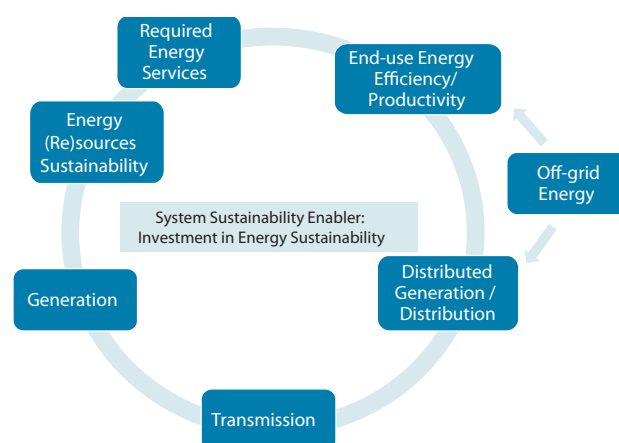 Required
Energy
Services
End-use Energy
Efficiency/
Productivity
Energy
(Re)sources
Sustainability
Off-grid
Energy
System Sustainability Enabler:
Investment in Energy Sustainability
Generation
Distributed
Generation /
Distribution
Transmission